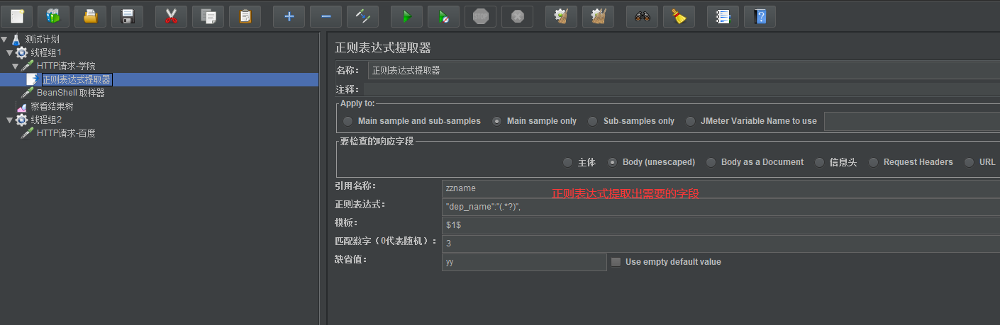 STOP
测试计划
线程组1
HTTP请求-学院
正则表达式提取器
BeanShell 取样器
察看结果树
线程组2
HTTP请求-百度
正则表达式提取器
名称： 正则表达式提取器
注释：
Apply to:
Main sample and sub-samples Main sample only Sub-samples only JMeter Variable Name to use
要检查的响应字段
主体 Body (unescaped) Body as a Document 信息头 Request Headers URL
引用名称： zzname
正则表达式提取出需要的字段
正则表达式： "dep_name":"(.*?)",
模板： $1$
匹配数字（0代表随机）： 3
缺省值： yy Use empty default value